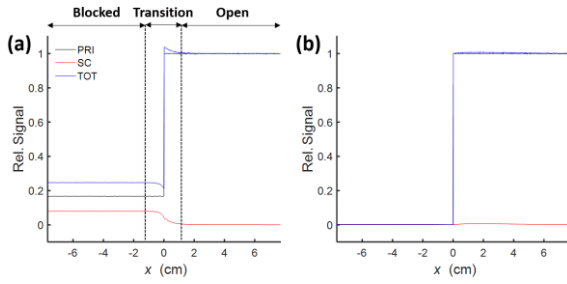 Blocked Transition Open
(a)
PRI
SC
TOT
Rel. Signal
1
0.8
0.6
0.4
0.2
0
-6 -4 -2 0 2 4 6
x (cm)
(b)
Rel. Signal
1
0.8
0.6
0.4
0.2
0
-6 -4 -2 0 2 4 6
x (cm)